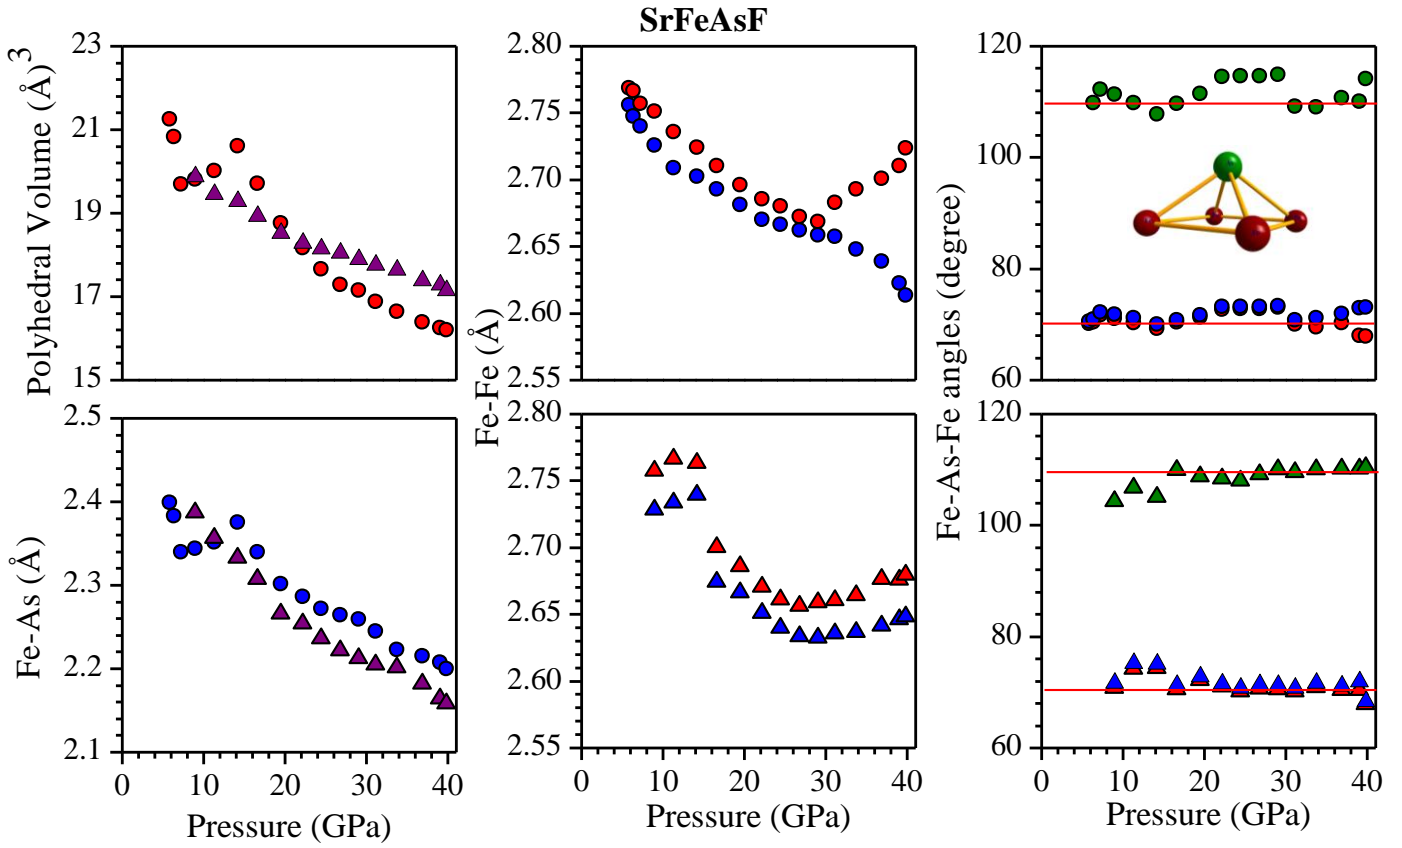 SrFeAsF
Polyhedral Volume (Å)³
23
21
19
17
15
Fe-Fe (Å)
2.80
2.75
2.70
2.65
2.60
2.55
Fe-As-Fe angles (degree)
120
100
80
60
Fe-As (Å)
2.5
2.4
2.3
2.2
2.1
0 10 20 30 40
Pressure (GPa)
2.80
2.75
2.70
2.65
2.60
2.55
0 10 20 30 40
Pressure (GPa)
120
100
80
60
0 10 20 30 40
Pressure (GPa)